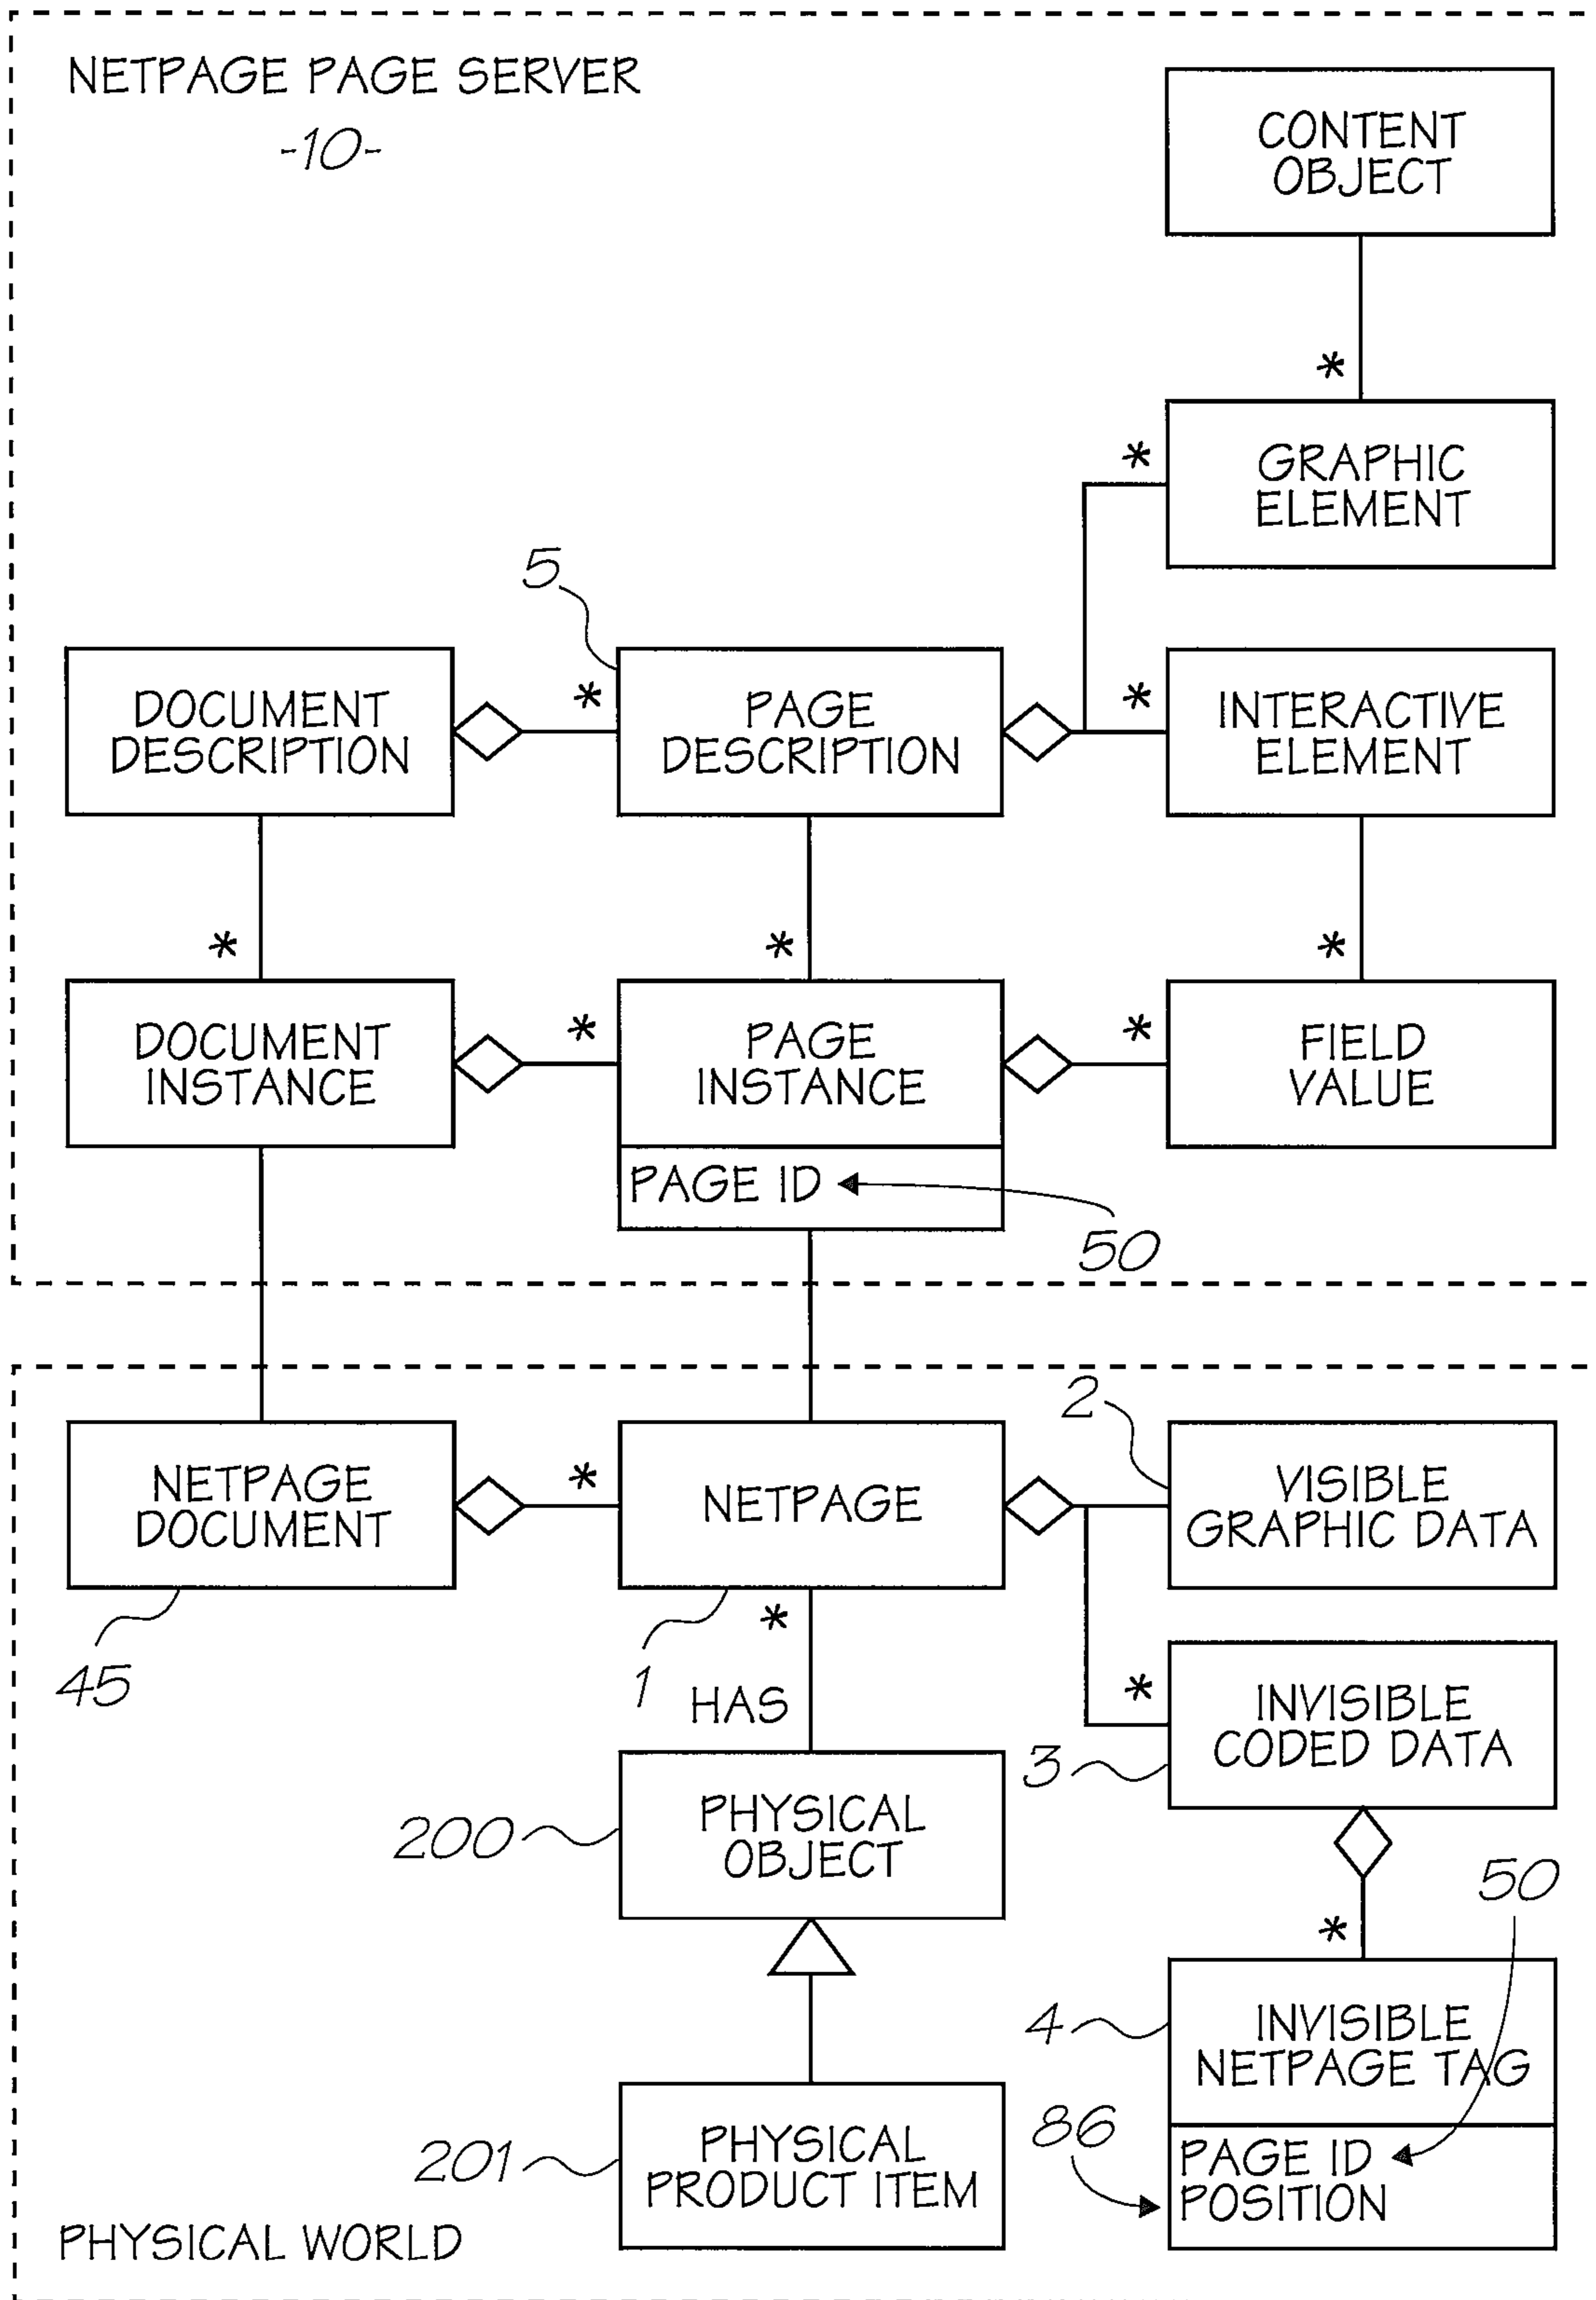 NETPAGE PAGE SERVER
-10-
CONTENT
OBJECT
*
*
GRAPHIC
ELEMENT
5
DOCUMENT
DESCRIPTION
*
PAGE
DESCRIPTION
*
INTERACTIVE
ELEMENT
*
*
*
DOCUMENT
INSTANCE
*
PAGE
INSTANCE
*
FIELD
VALUE
PAGE ID
50
NETPAGE
DOCUMENT
*
NETPAGE
2
VISIBLE
GRAPHIC DATA
45
1
*
HAS
*
INVISIBLE
CODED DATA
3
200
PHYSICAL
OBJECT
50
*
4
INVISIBLE
NETPAGE TAG
201
PHYSICAL
PRODUCT ITEM
86
PAGE ID
POSITION
PHYSICAL WORLD